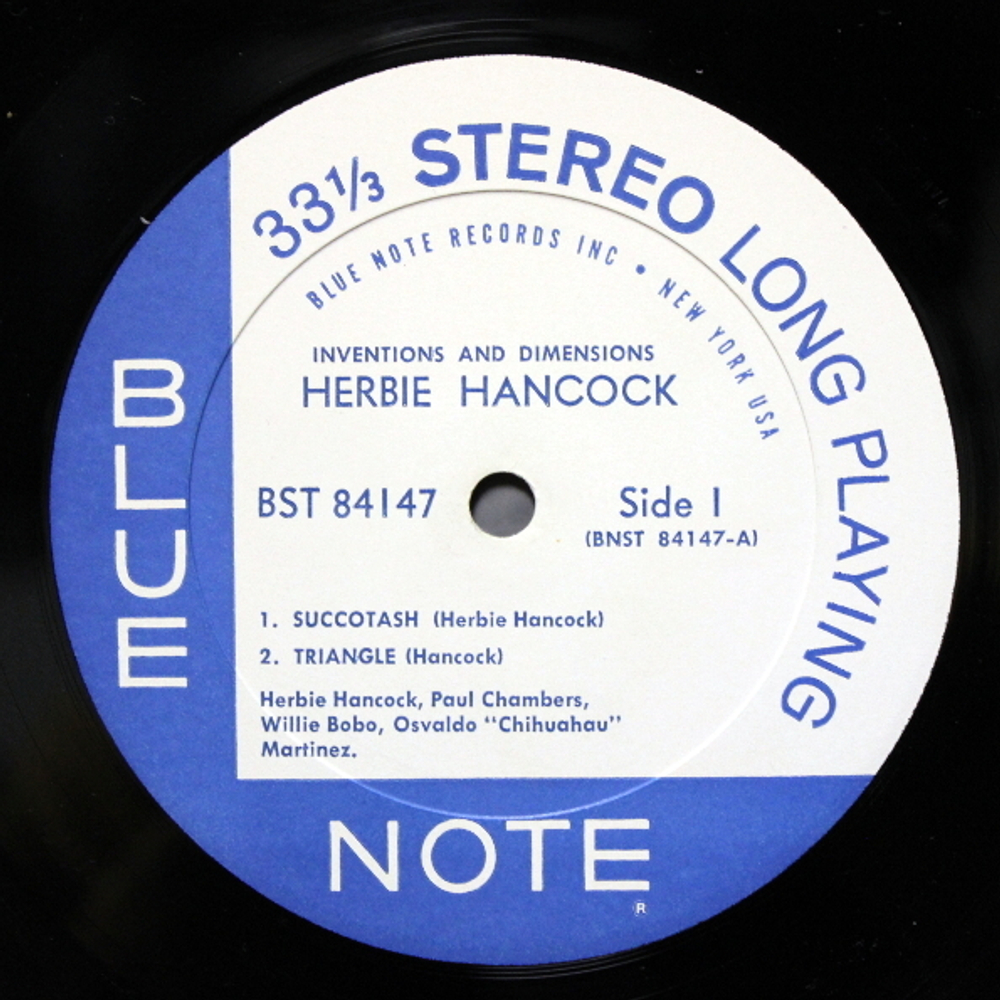 33⅓ STEREO LONG PLAYING
BLUE NOTE RECORDS INC • NEW YORK USA
INVENTIONS AND DIMENSIONS
HERBIE HANCOCK
BST 84147
Side 1
(BNST 84147-A)
1. SUCCOTASH (Herbie Hancock)
2. TRIANGLE (Hancock)
Herbie Hancock, Paul Chambers,
Willie Bobo, Osvaldo “Chihuahau”
Martinez.
BLUE
NOTE
®